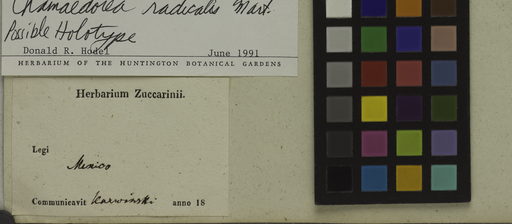 Chamaedorea radicalis Mart.
Possible Holotype
Donald R. Hodel June 1991
HERBARIUM OF THE HUNTINGTON BOTANICAL GARDENS
Herbarium Zuccarinii.
Legi
Mexico
Communicavit Karwinski anno 18